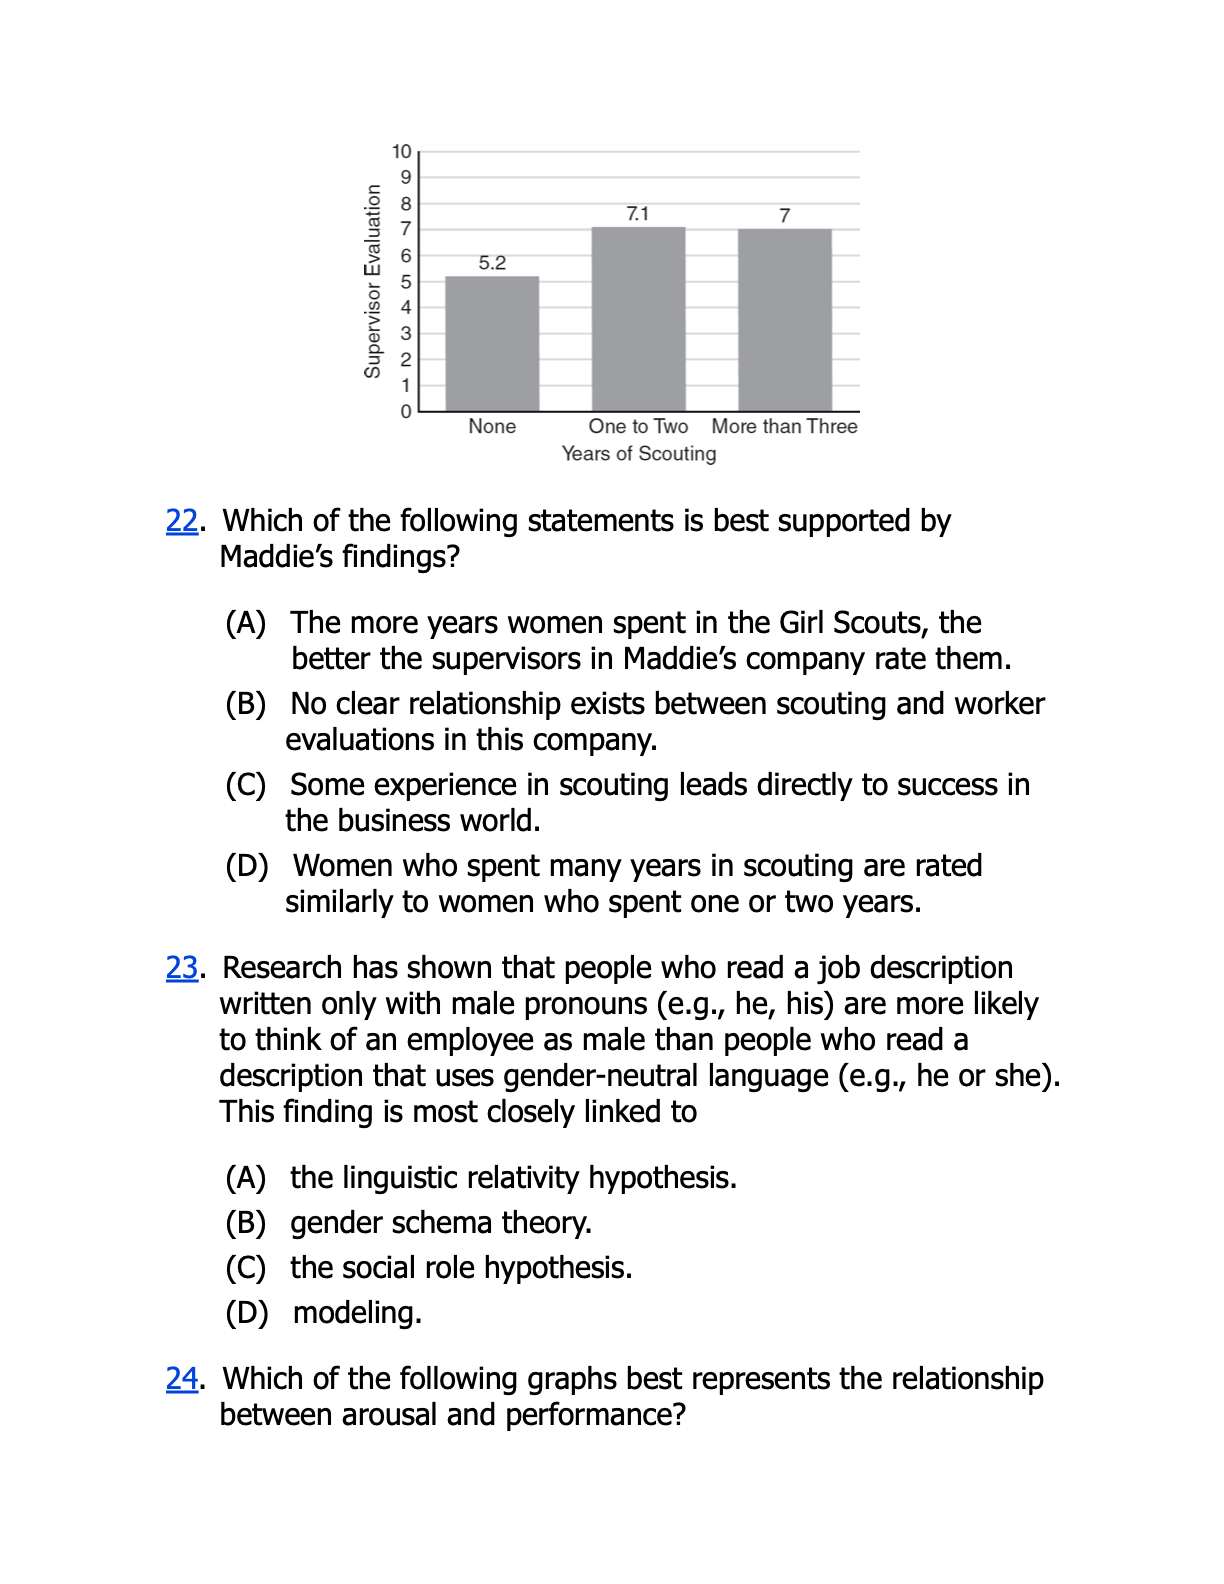 10
9
8
7
6
5
4
3
2
1
0
Supervisor Evaluation
5.2
7.1
7
None One to Two More than Three
Years of Scouting
22. Which of the following statements is best supported by
Maddie’s findings?
(A) The more years women spent in the Girl Scouts, the
better the supervisors in Maddie’s company rate them.
(B) No clear relationship exists between scouting and worker
evaluations in this company.
(C) Some experience in scouting leads directly to success in
the business world.
(D) Women who spent many years in scouting are rated
similarly to women who spent one or two years.
23. Research has shown that people who read a job description
written only with male pronouns (e.g., he, his) are more likely
to think of an employee as male than people who read a
description that uses gender-neutral language (e.g., he or she).
This finding is most closely linked to
(A) the linguistic relativity hypothesis.
(B) gender schema theory.
(C) the social role hypothesis.
(D) modeling.
24. Which of the following graphs best represents the relationship
between arousal and performance?